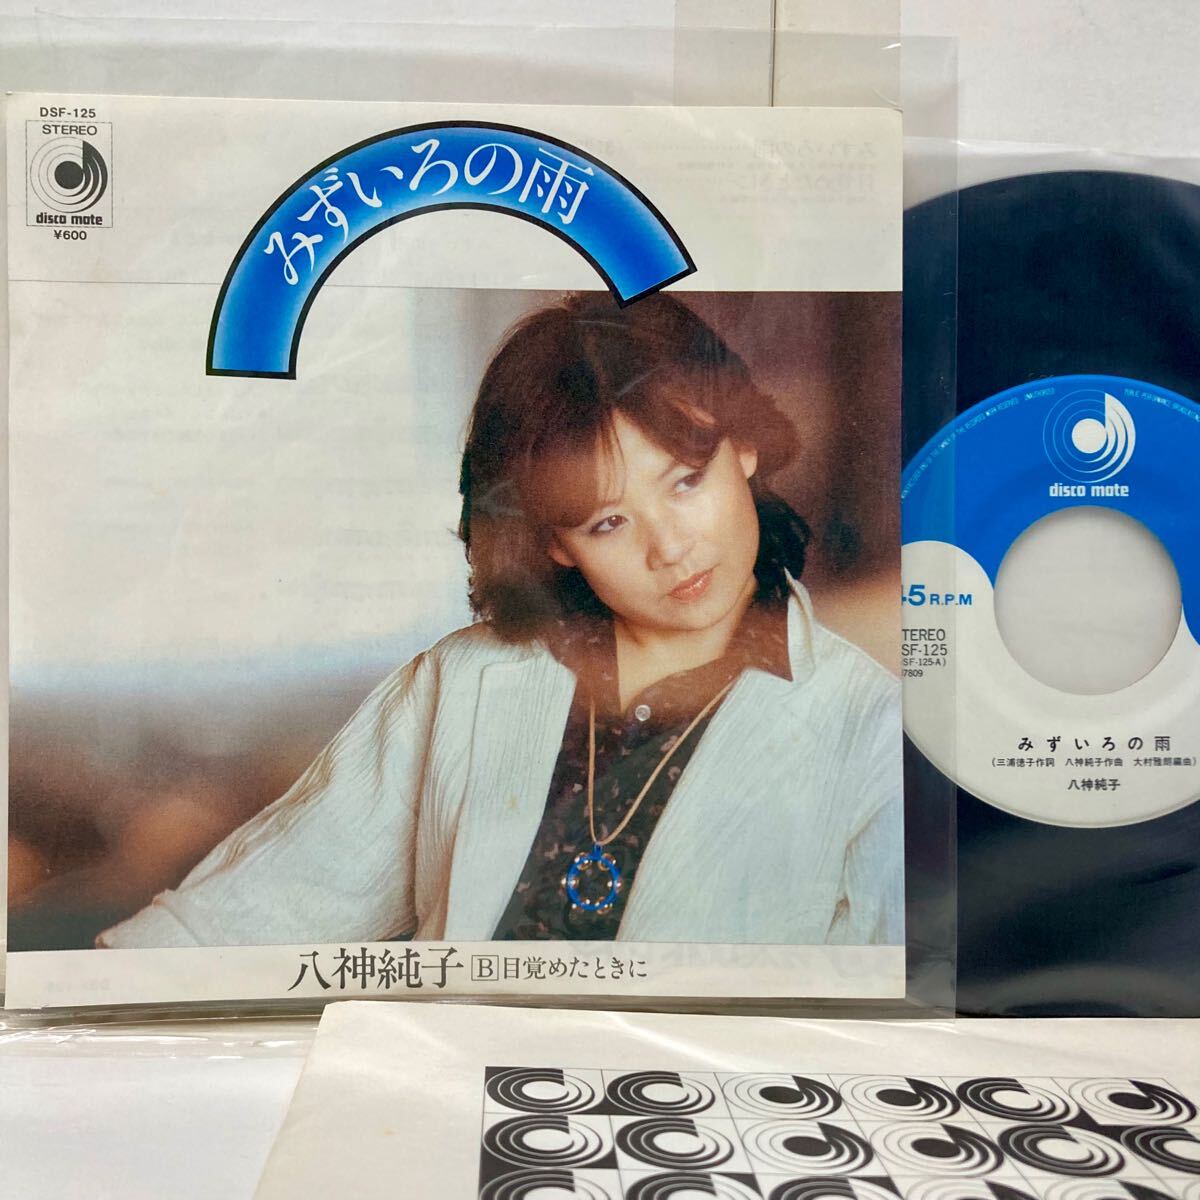 DSF-125
STEREO
disco mate
¥600
みずいろの雨
八神純子 B 目覚めたときに
disco mate
45 R.P.M
STEREO
DSF-125
みずいろの雨
(三浦徳子作詞 八神純子作曲 大村雅朗編曲)
八神純子